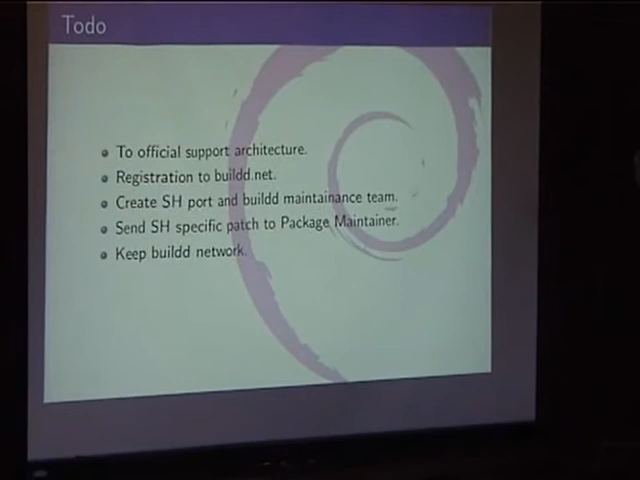 Todo
To official support architecture.
Registration to buildd.net.
Create SH port and buildd maintainance team.
Send SH specific patch to Package Maintainer.
Keep buildd network.